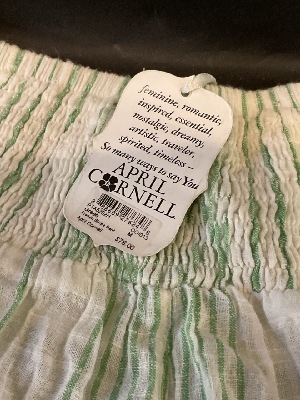 feminine, romantic,
inspired, essential,
nostalgic, dreamy,
artistic, traveler,
spirited, timeless --
So many ways to say You
APRIL
CORNELL
M
$76.00